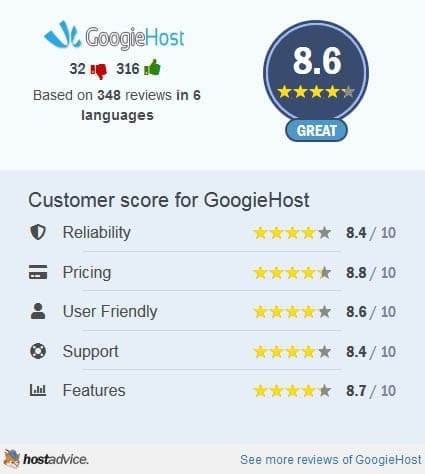 GoogieHost
32 316
Based on 348 reviews in 6
languages
8.6
GREAT
Customer score for GoogieHost
Reliability 8.4 / 10
Pricing 8.8 / 10
User Friendly 8.6 / 10
Support 8.4 / 10
Features 8.7 / 10
hostadvice.
See more reviews of GoogieHost